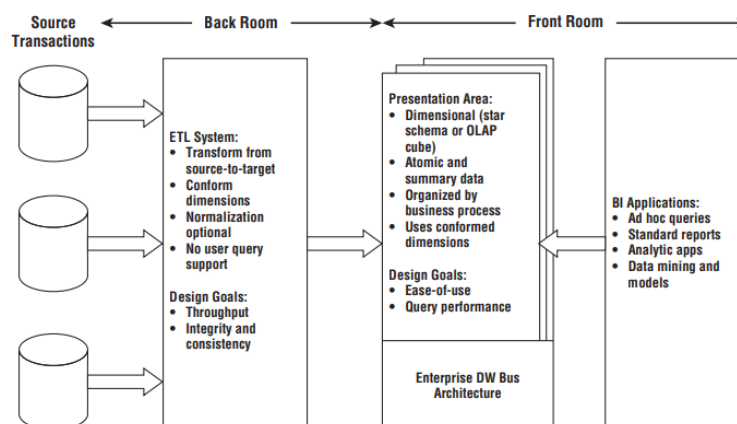 Source
Transactions
Back Room
Front Room
ETL System:
• Transform from
source-to-target
• Conform
dimensions
• Normalization
optional
• No user query
support
Design Goals:
• Throughput
• Integrity and
consistency
Presentation Area:
• Dimensional (star
schema or OLAP
cube)
• Atomic and
summary data
• Organized by
business process
• Uses conformed
dimensions
Design Goals:
• Ease-of-use
• Query performance
Enterprise DW Bus
Architecture
BI Applications:
• Ad hoc queries
• Standard reports
• Analytic apps
• Data mining and
models